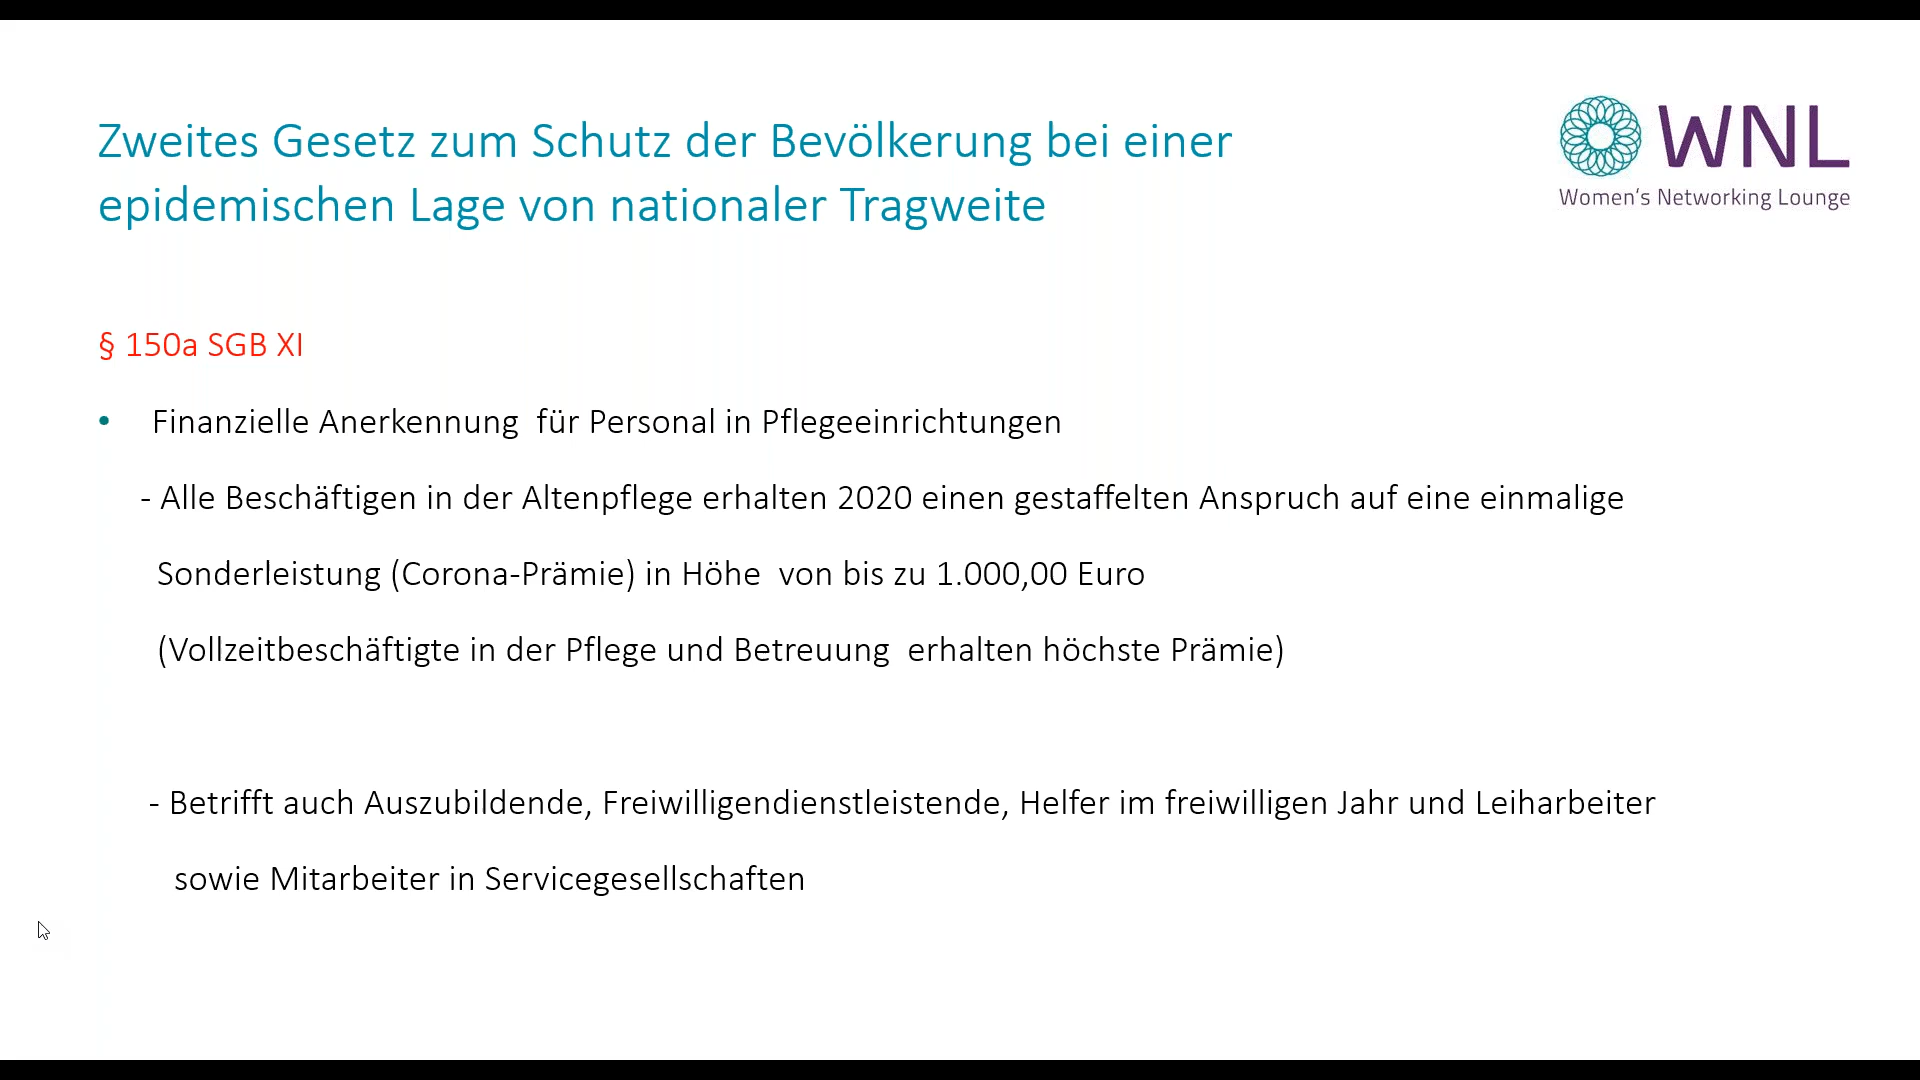 Zweites Gesetz zum Schutz der Bevölkerung bei einer
epidemischen Lage von nationaler Tragweite
WNL
Women's Networking Lounge
§ 150a SGB XI
• Finanzielle Anerkennung für Personal in Pflegeeinrichtungen
- Alle Beschäftigen in der Altenpflege erhalten 2020 einen gestaffelten Anspruch auf eine einmalige
Sonderleistung (Corona-Prämie) in Höhe von bis zu 1.000,00 Euro
(Vollzeitbeschäftigte in der Pflege und Betreuung erhalten höchste Prämie)
- Betrifft auch Auszubildende, Freiwilligendienstleistende, Helfer im freiwilligen Jahr und Leiharbeiter
sowie Mitarbeiter in Servicegesellschaften